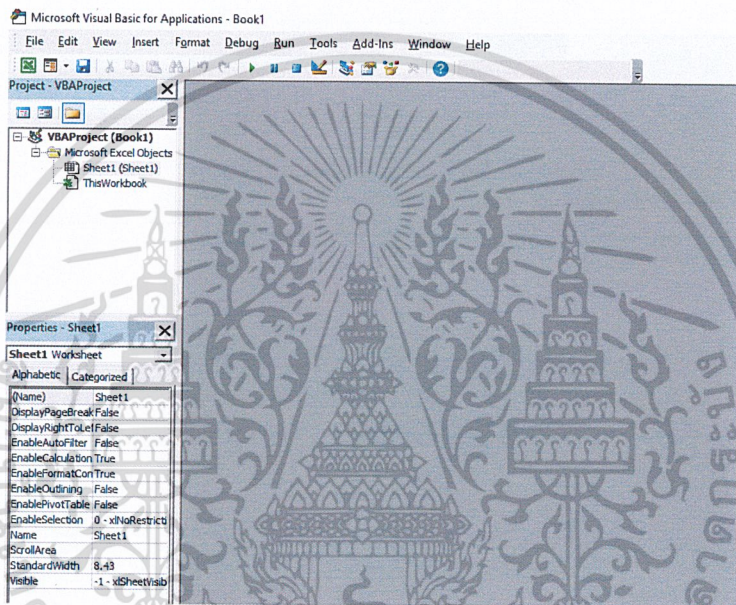 Microsoft Visual Basic for Applications - Book1
File Edit View Insert Format Debug Run Tools Add-Ins Window Help
Project - VBAProject
VBAProject (Book1)
Microsoft Excel Objects
Sheet1 (Sheet1)
ThisWorkbook
Properties - Sheet1
Sheet1 Worksheet
Alphabetic Categorized
(Name) Sheet1
DisplayPageBreak False
DisplayRightToLef False
EnableAutoFilter False
EnableCalculation True
EnableFormatCon True
EnableOutlining False
EnablePivotTable False
EnableSelection 0 - xlNoRestricti
Name Sheet1
ScrollArea
StandardWidth 8.43
Visible -1 - xlSheetVisib